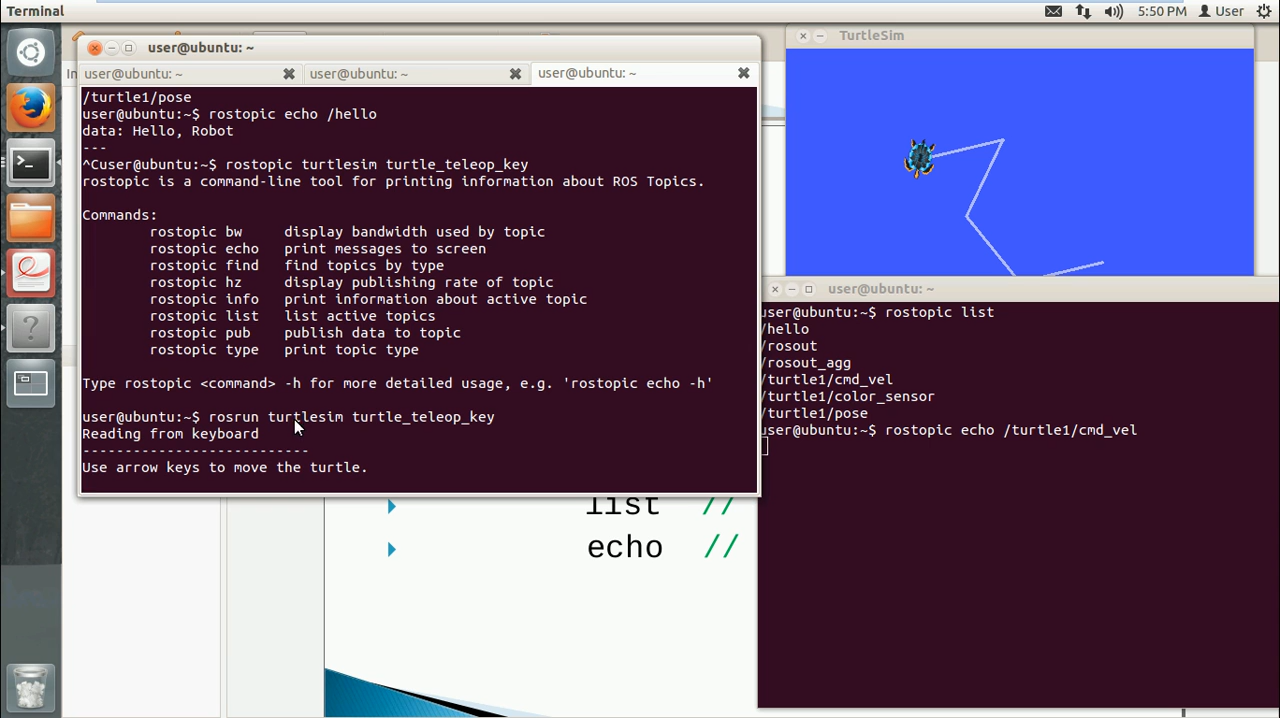 Terminal
5:50 PM
User
user@ubuntu: ~
user@ubuntu: ~
user@ubuntu: ~
user@ubuntu: ~
/turtle1/pose
user@ubuntu:~$ rostopic echo /hello
data: Hello, Robot
---
^Cuser@ubuntu:~$ rostopic turtlesim turtle_teleop_key
rostopic is a command-line tool for printing information about ROS Topics.
Commands:
rostopic bw display bandwidth used by topic
rostopic echo print messages to screen
rostopic find find topics by type
rostopic hz display publishing rate of topic
rostopic info print information about active topic
rostopic list list active topics
rostopic pub publish data to topic
rostopic type print topic type
Type rostopic <command> -h for more detailed usage, e.g. 'rostopic echo -h'
user@ubuntu:~$ rosrun turtlesim turtle_teleop_key
Reading from keyboard
---------------------------
Use arrow keys to move the turtle.
TurtleSim
user@ubuntu: ~
user@ubuntu:~$ rostopic list
/hello
/rosout
/rosout_agg
/turtle1/cmd_vel
/turtle1/color_sensor
/turtle1/pose
user@ubuntu:~$ rostopic echo /turtle1/cmd_vel
list //
echo //